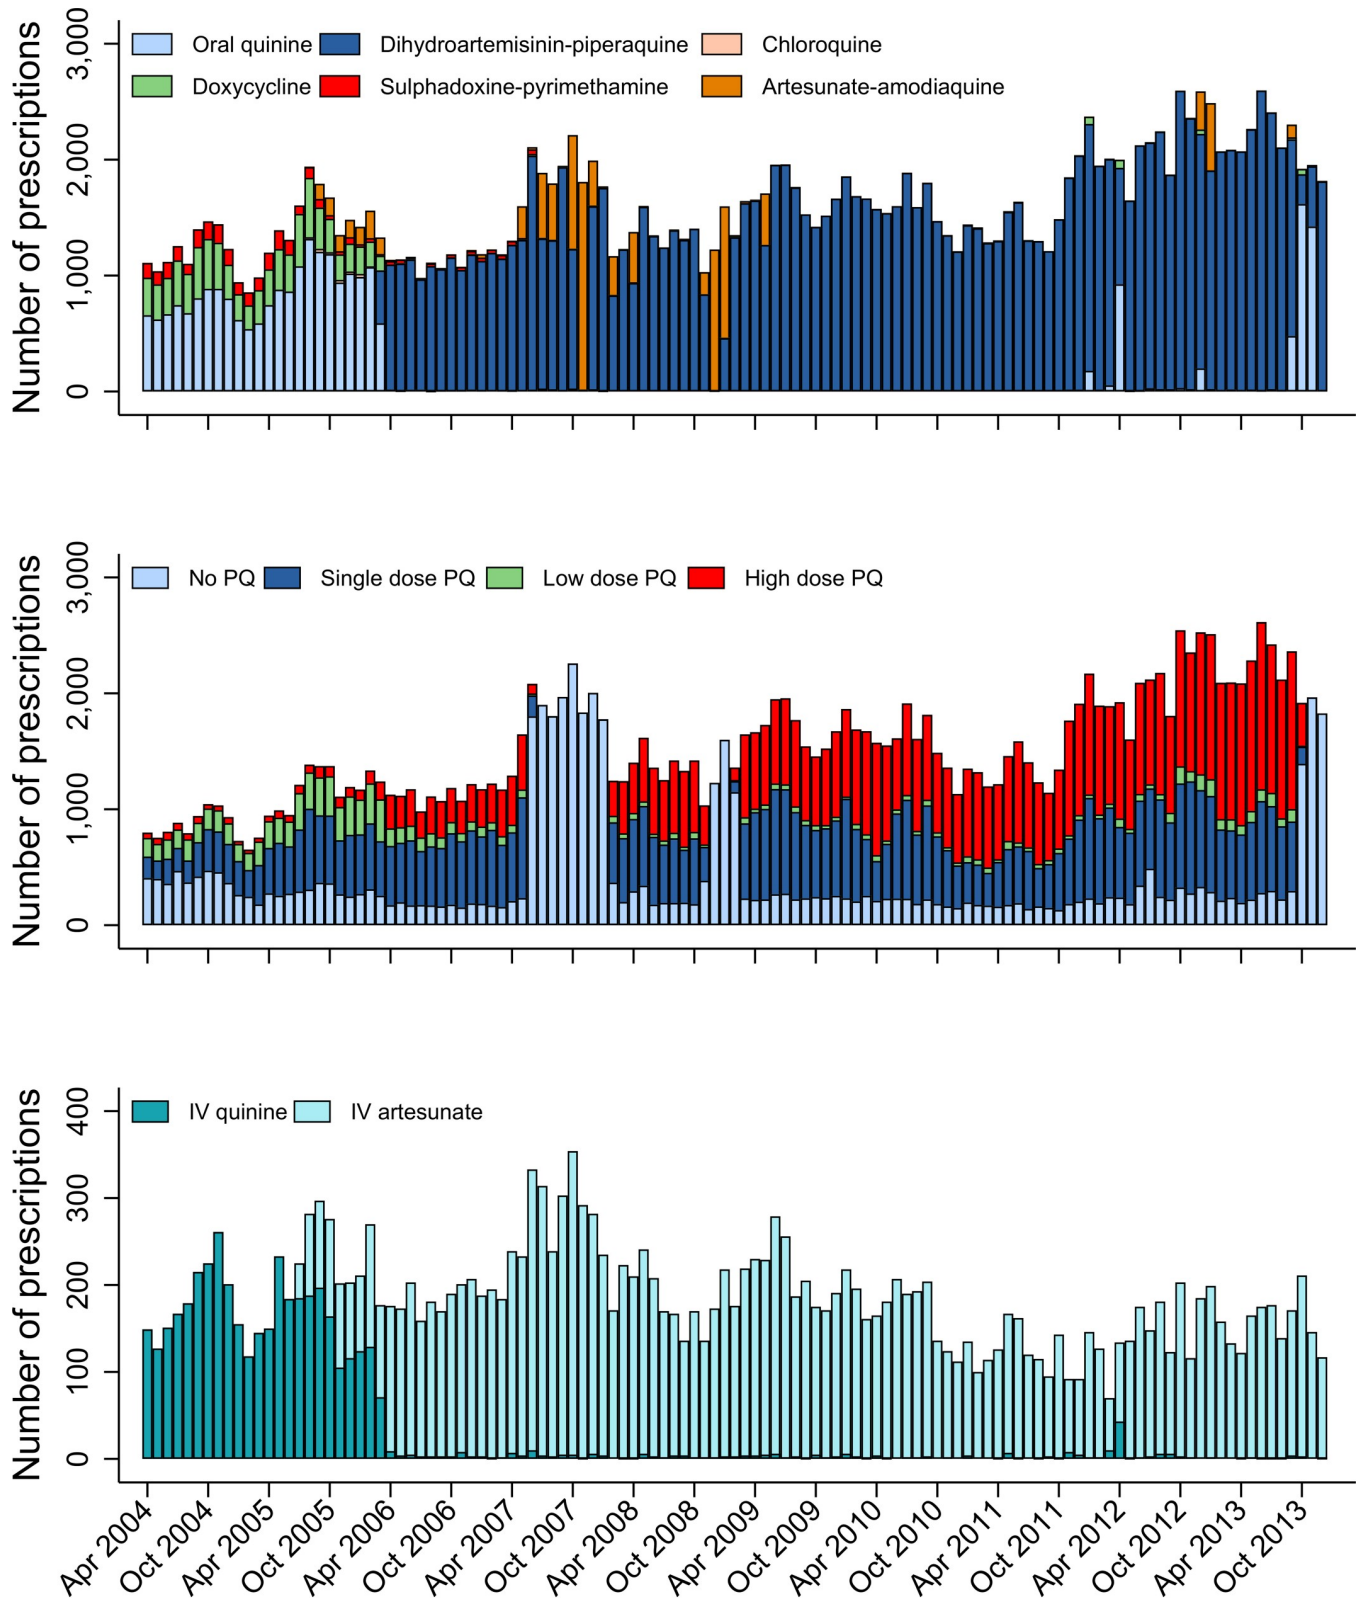 Number of prescriptions
3,000
2,000
1,000
0
Oral quinine
Dihydroartemisinin-piperaquine
Chloroquine
Doxycycline
Sulphadoxine-pyrimethamine
Artesunate-amodiaquine
Number of prescriptions
3,000
2,000
1,000
0
No PQ
Single dose PQ
Low dose PQ
High dose PQ
Number of prescriptions
400
300
200
100
0
IV quinine
IV artesunate
Apr 2004
Oct 2004
Apr 2005
Oct 2005
Apr 2006
Oct 2006
Apr 2007
Oct 2007
Apr 2008
Oct 2008
Apr 2009
Oct 2009
Apr 2010
Oct 2010
Apr 2011
Oct 2011
Apr 2012
Oct 2012
Apr 2013
Oct 2013